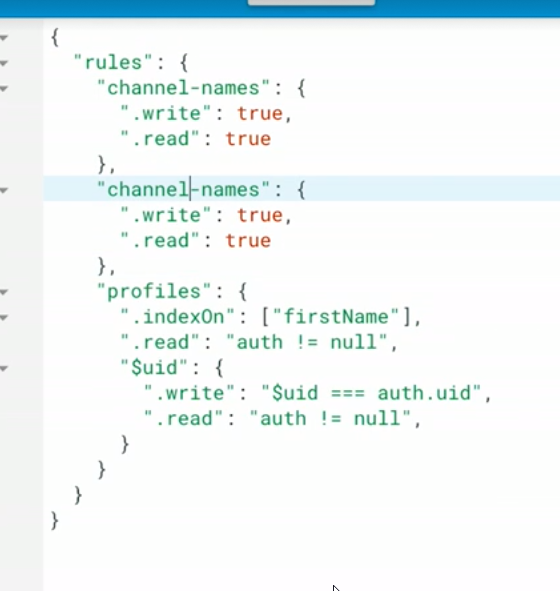 {
  "rules": {
    "channel-names": {
      ".write": true,
      ".read": true
    },
    "channel-names": {
      ".write": true,
      ".read": true
    },
    "profiles": {
      ".indexOn": ["firstName"],
      ".read": "auth != null",
      "$uid": {
        ".write": "$uid === auth.uid",
        ".read": "auth != null",
      }
    }
  }
}